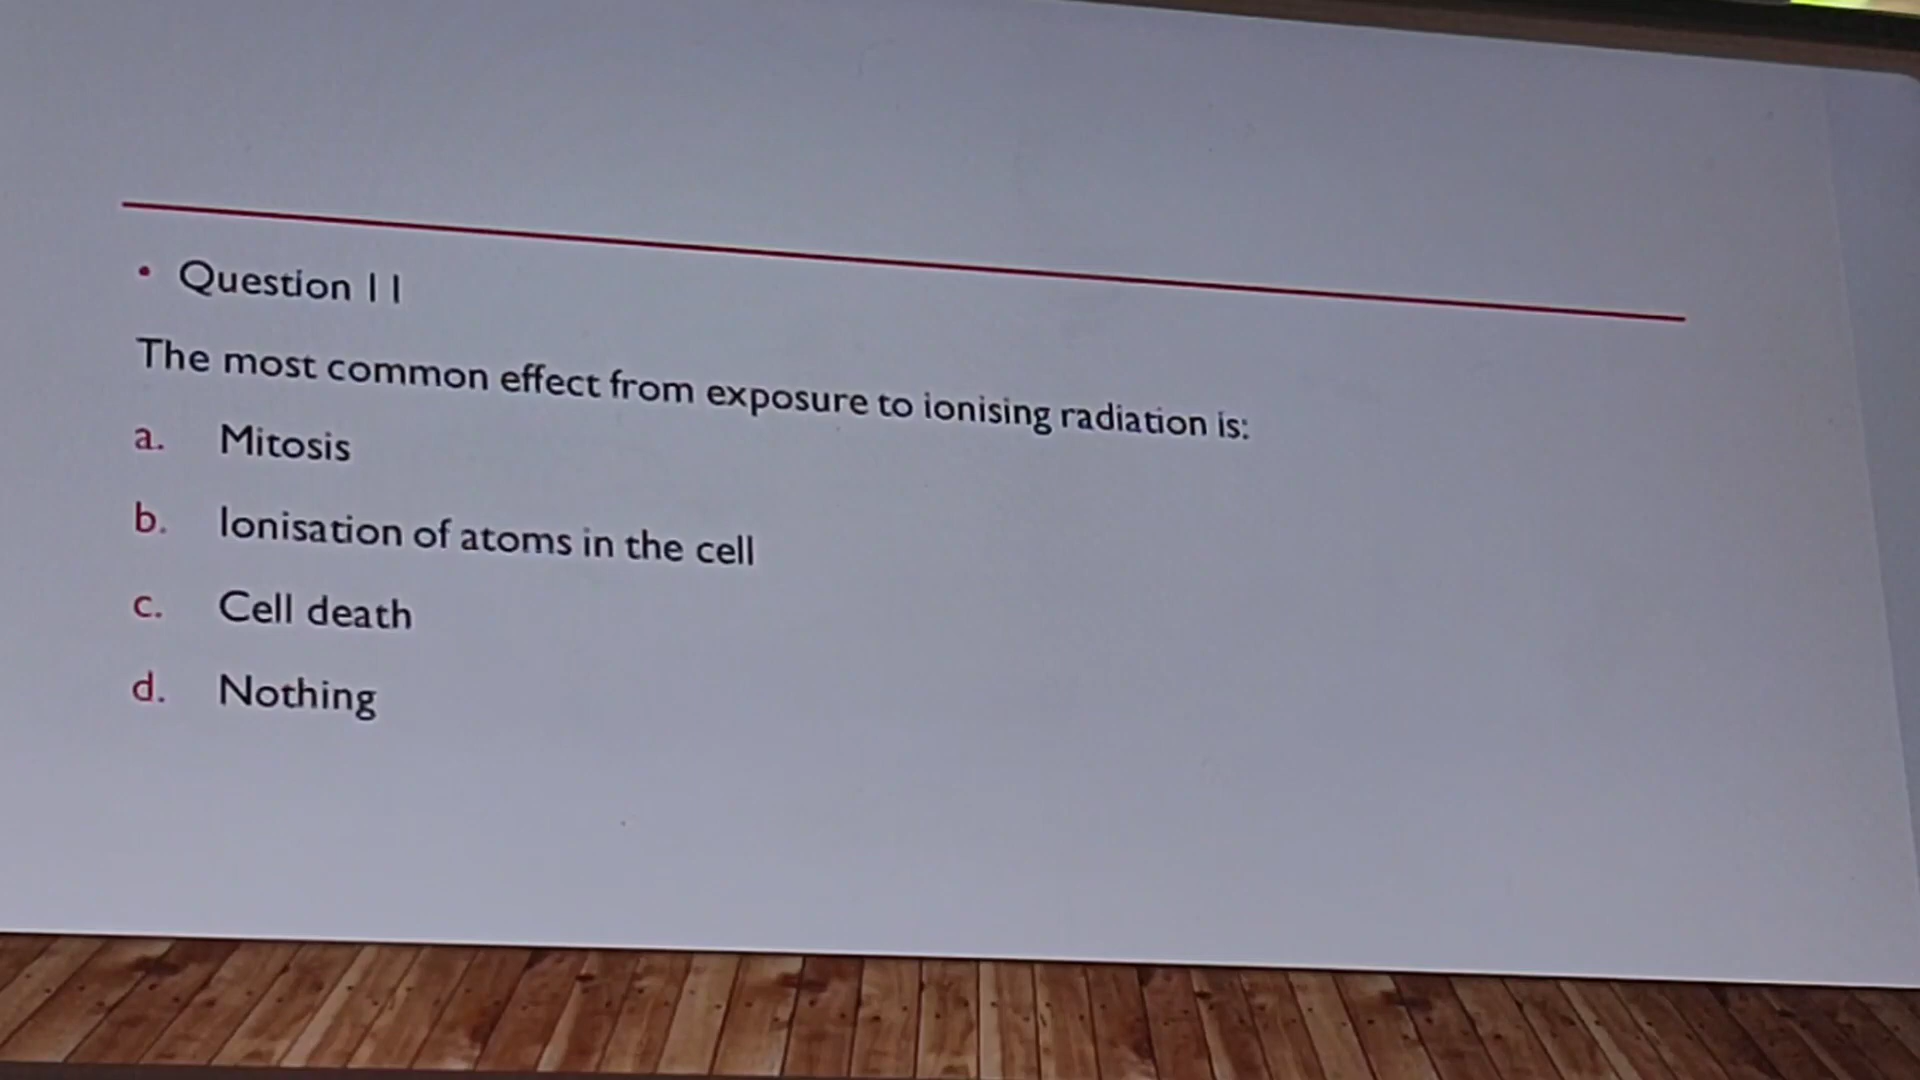 • Question 11
The most common effect from exposure to ionising radiation is:
a. Mitosis
b. Ionisation of atoms in the cell
c. Cell death
d. Nothing